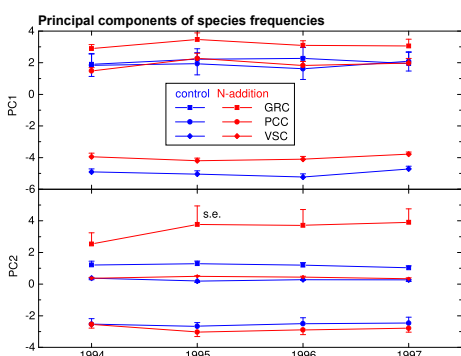 Principal components of species frequencies
4
2
0
-2
-4
-6
PC1
control N-addition
GRC
PCC
VSC
4
2
0
-2
-4
PC2
s.e.
1994 1995 1996 1997